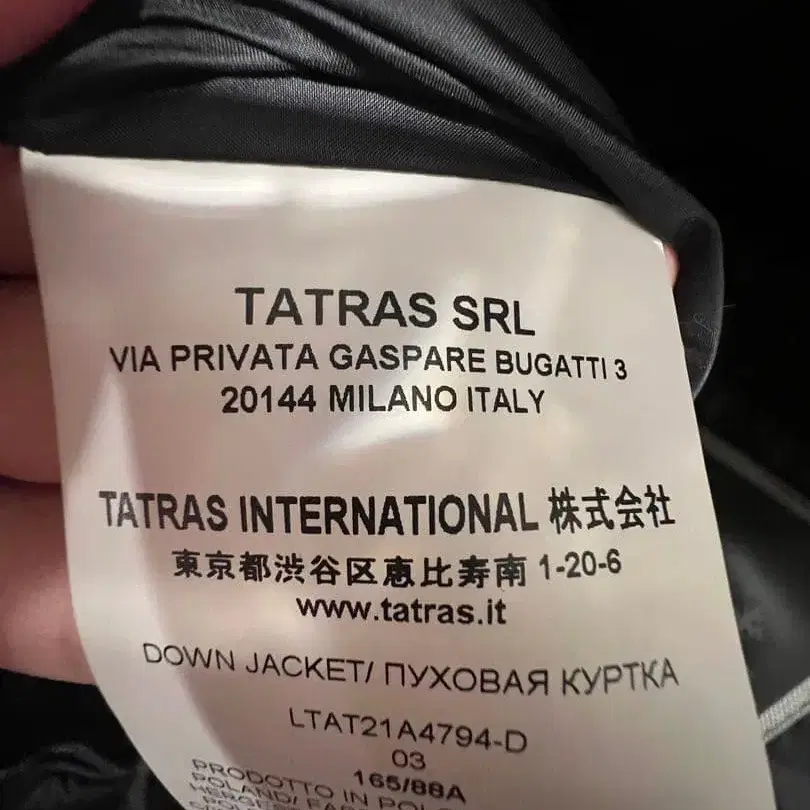 TATRAS SRL
VIA PRIVATA GASPARE BUGATTI 3
20144 MILANO ITALY
TATRAS INTERNATIONAL 株式会社
東京都渋谷区恵比寿南 1-20-6
www.tatras.it
DOWN JACKET/ ПУХОВАЯ КУРТКА
LTAT21A4794-D
03
165/88A
PRODOTTO IN
POLAND/